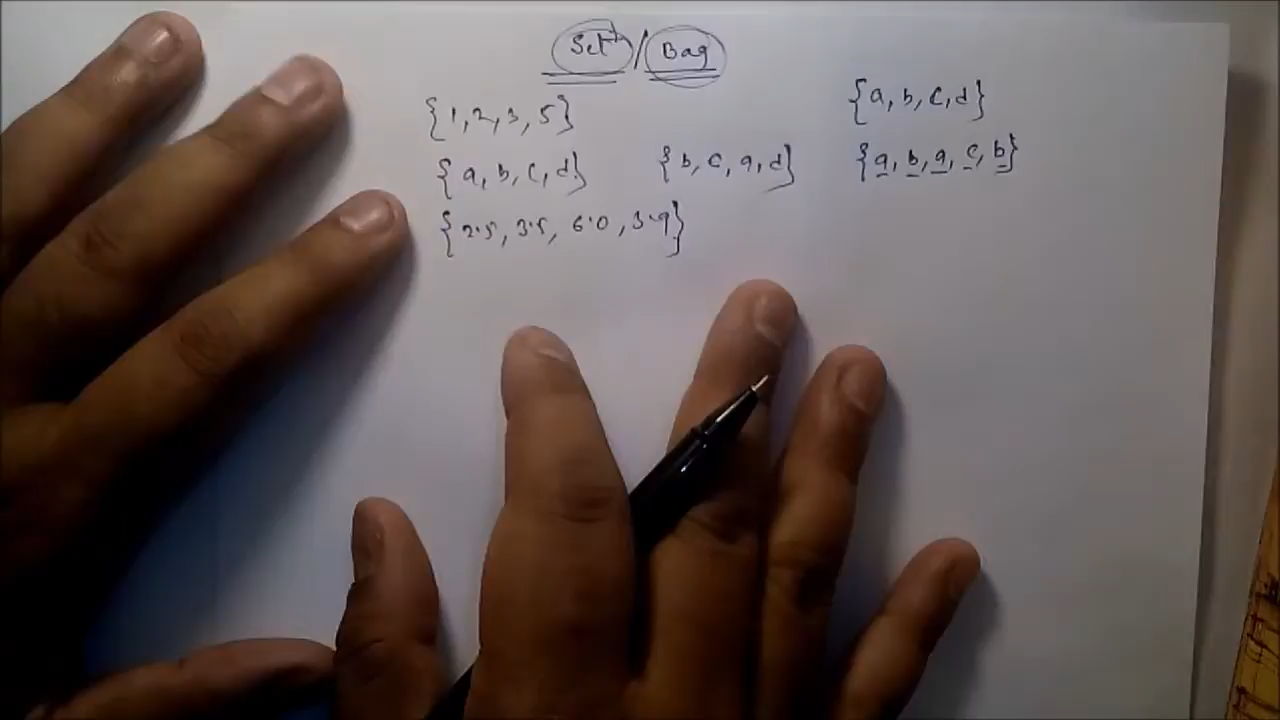 Set / Bag
{1, 2, 3, 5} {a, b, c, d}
{a, b, c, d} {b, c, a, d} {a, b, a, c, b}
{2.5, 3.5, 6.0, 3.9}